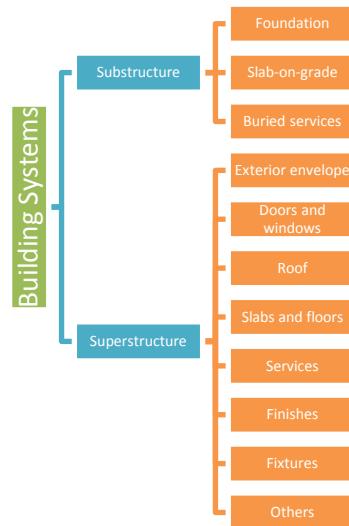 Building Systems
Substructure
Foundation
Slab-on-grade
Buried services
Superstructure
Exterior envelope
Doors and
windows
Roof
Slabs and floors
Services
Finishes
Fixtures
Others